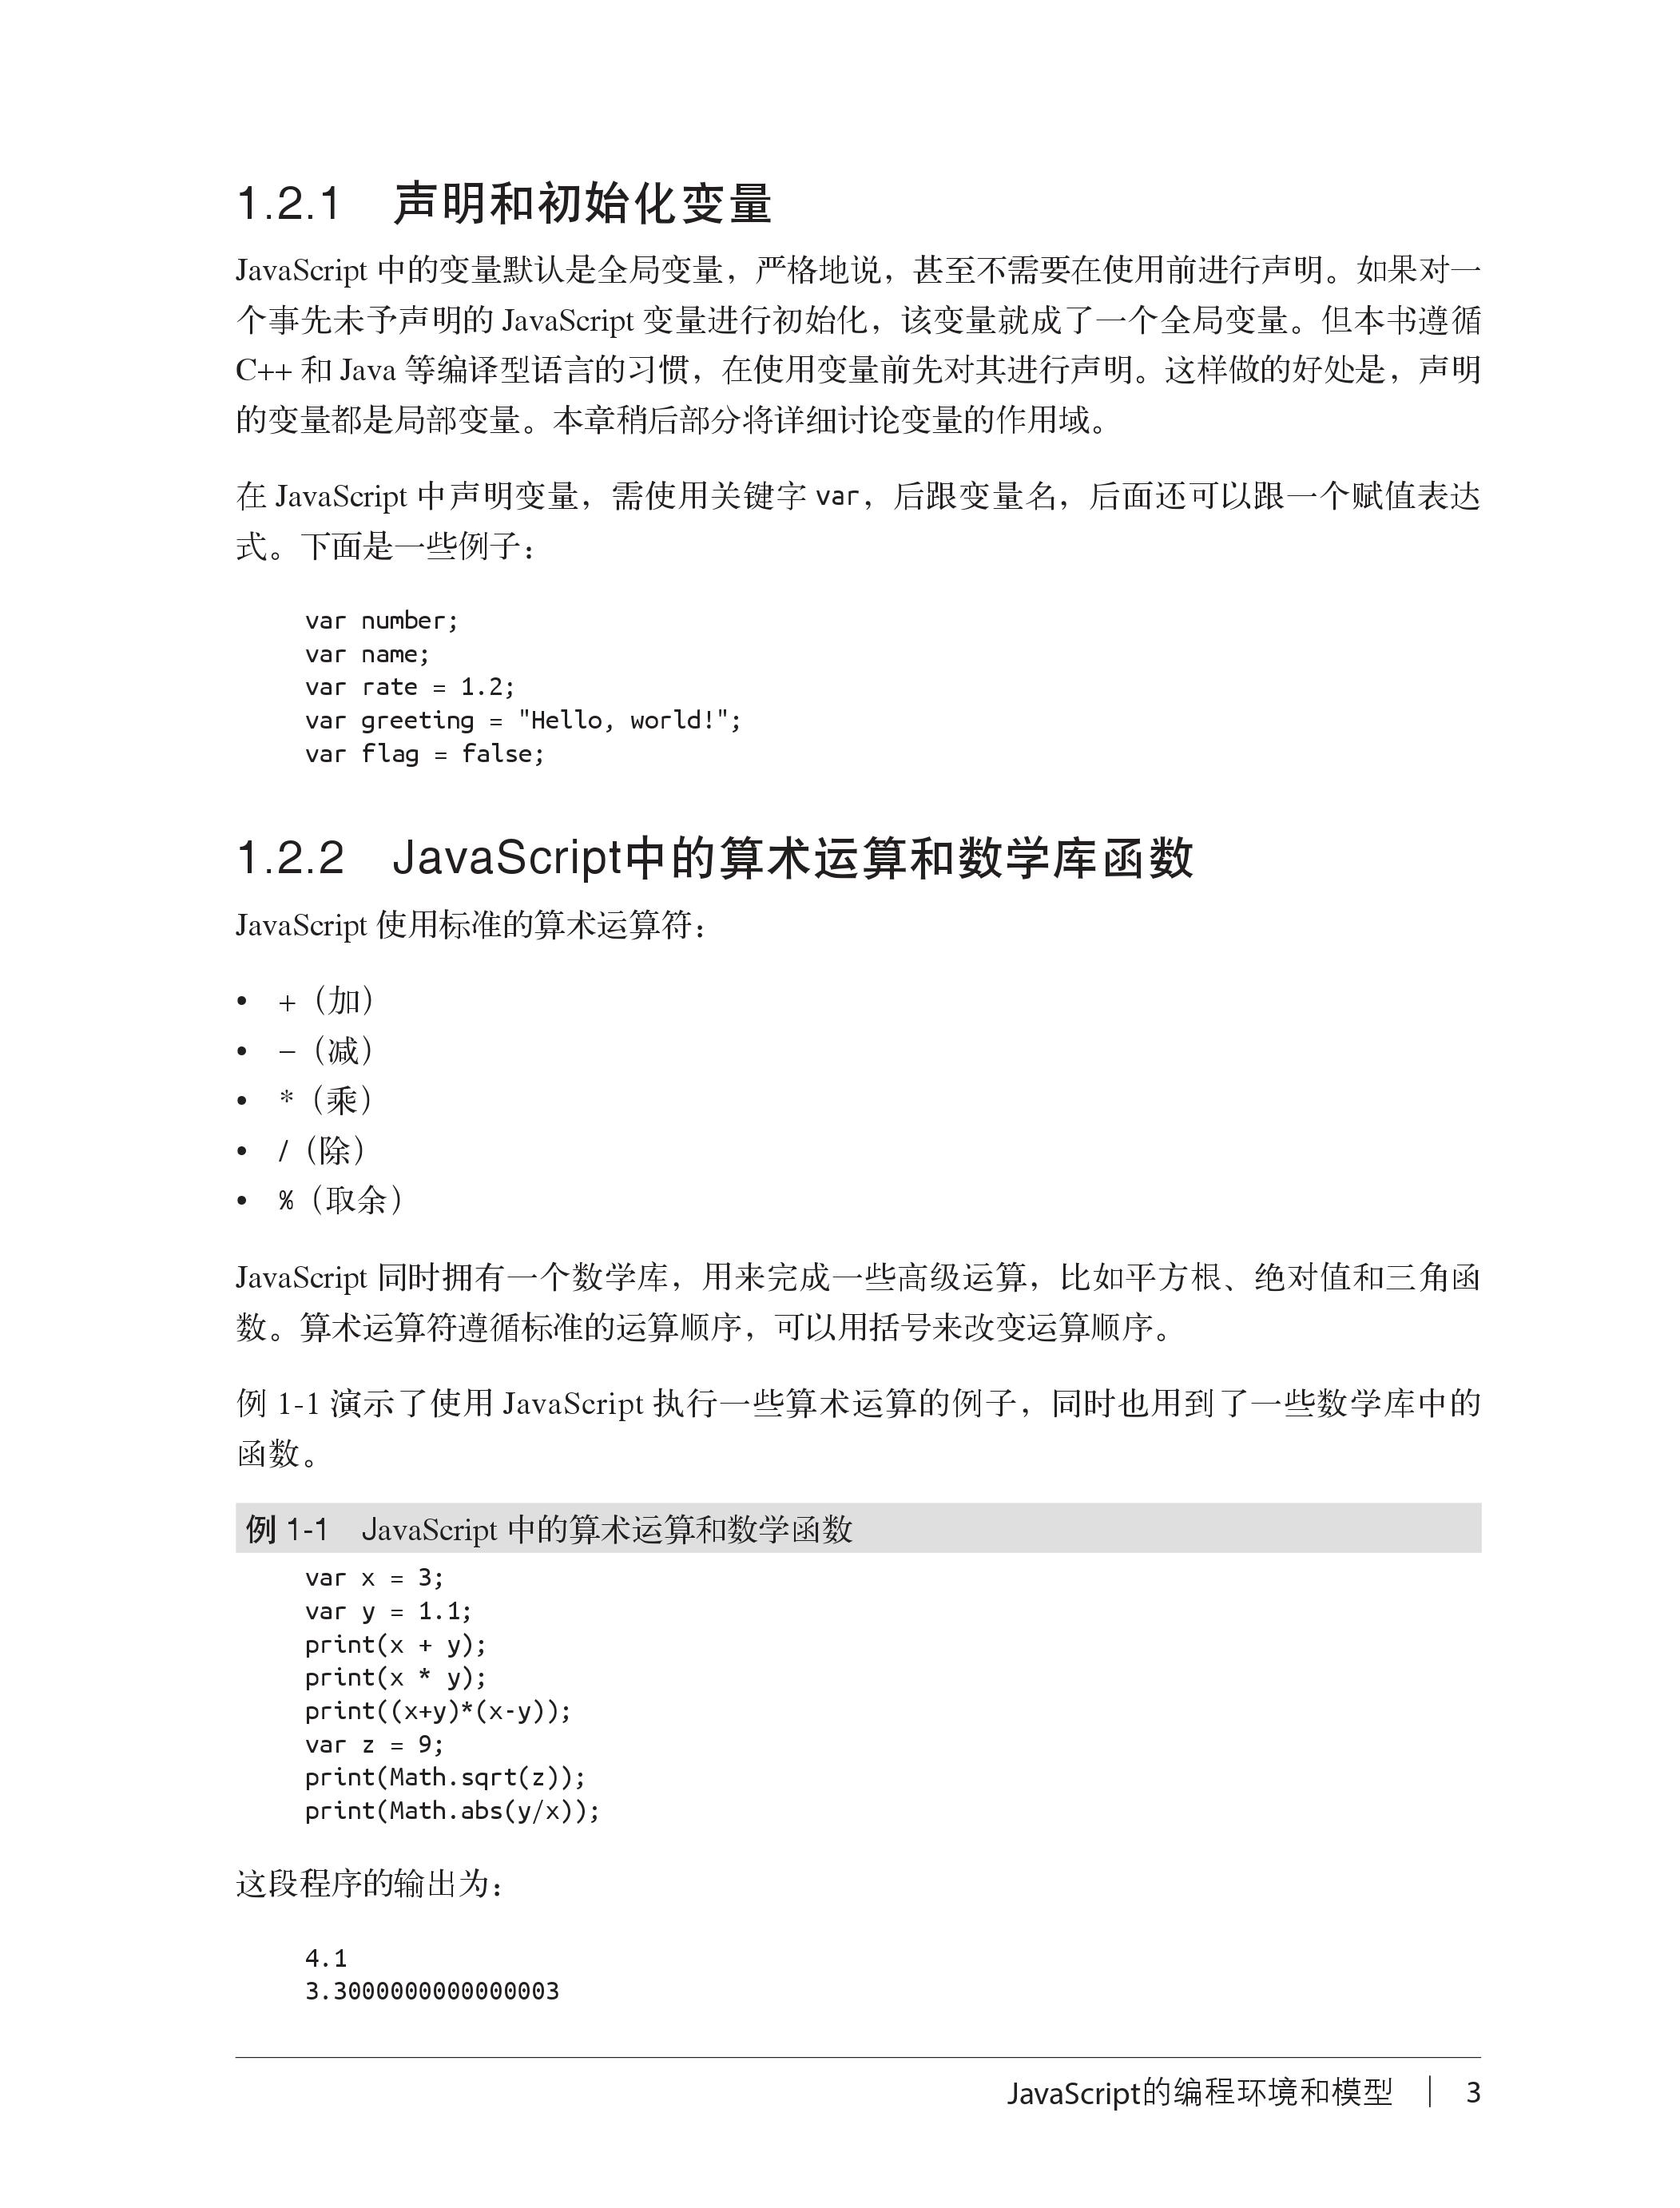 1.2.1 声明和初始化变量
JavaScript 中的变量默认是全局变量，严格地说，甚至不需要在使用前进行声明。如果对一
个事先未予声明的 JavaScript 变量进行初始化，该变量就成了一个全局变量。但本书遵循
C++ 和 Java 等编译型语言的习惯，在使用变量前先对其进行声明。这样做的好处是，声明
的变量都是局部变量。本章稍后部分将详细讨论变量的作用域。
在 JavaScript 中声明变量，需使用关键字 var，后跟变量名，后面还可以跟一个赋值表达
式。下面是一些例子：
var number;
var name;
var rate = 1.2;
var greeting = "Hello, world!";
var flag = false;
1.2.2 JavaScript中的算术运算和数学库函数
JavaScript 使用标准的算术运算符：
• +（加）
• –（减）
• *（乘）
• /（除）
• %（取余）
JavaScript 同时拥有一个数学库，用来完成一些高级运算，比如平方根、绝对值和三角函
数。算术运算符遵循标准的运算顺序，可以用括号来改变运算顺序。
例 1-1 演示了使用 JavaScript 执行一些算术运算的例子，同时也用到了一些数学库中的
函数。
例 1-1 JavaScript 中的算术运算和数学函数
var x = 3;
var y = 1.1;
print(x + y);
print(x * y);
print((x+y)*(x-y));
var z = 9;
print(Math.sqrt(z));
print(Math.abs(y/x));
这段程序的输出为：
4.1
3.3000000000000003
JavaScript的编程环境和模型 | 3